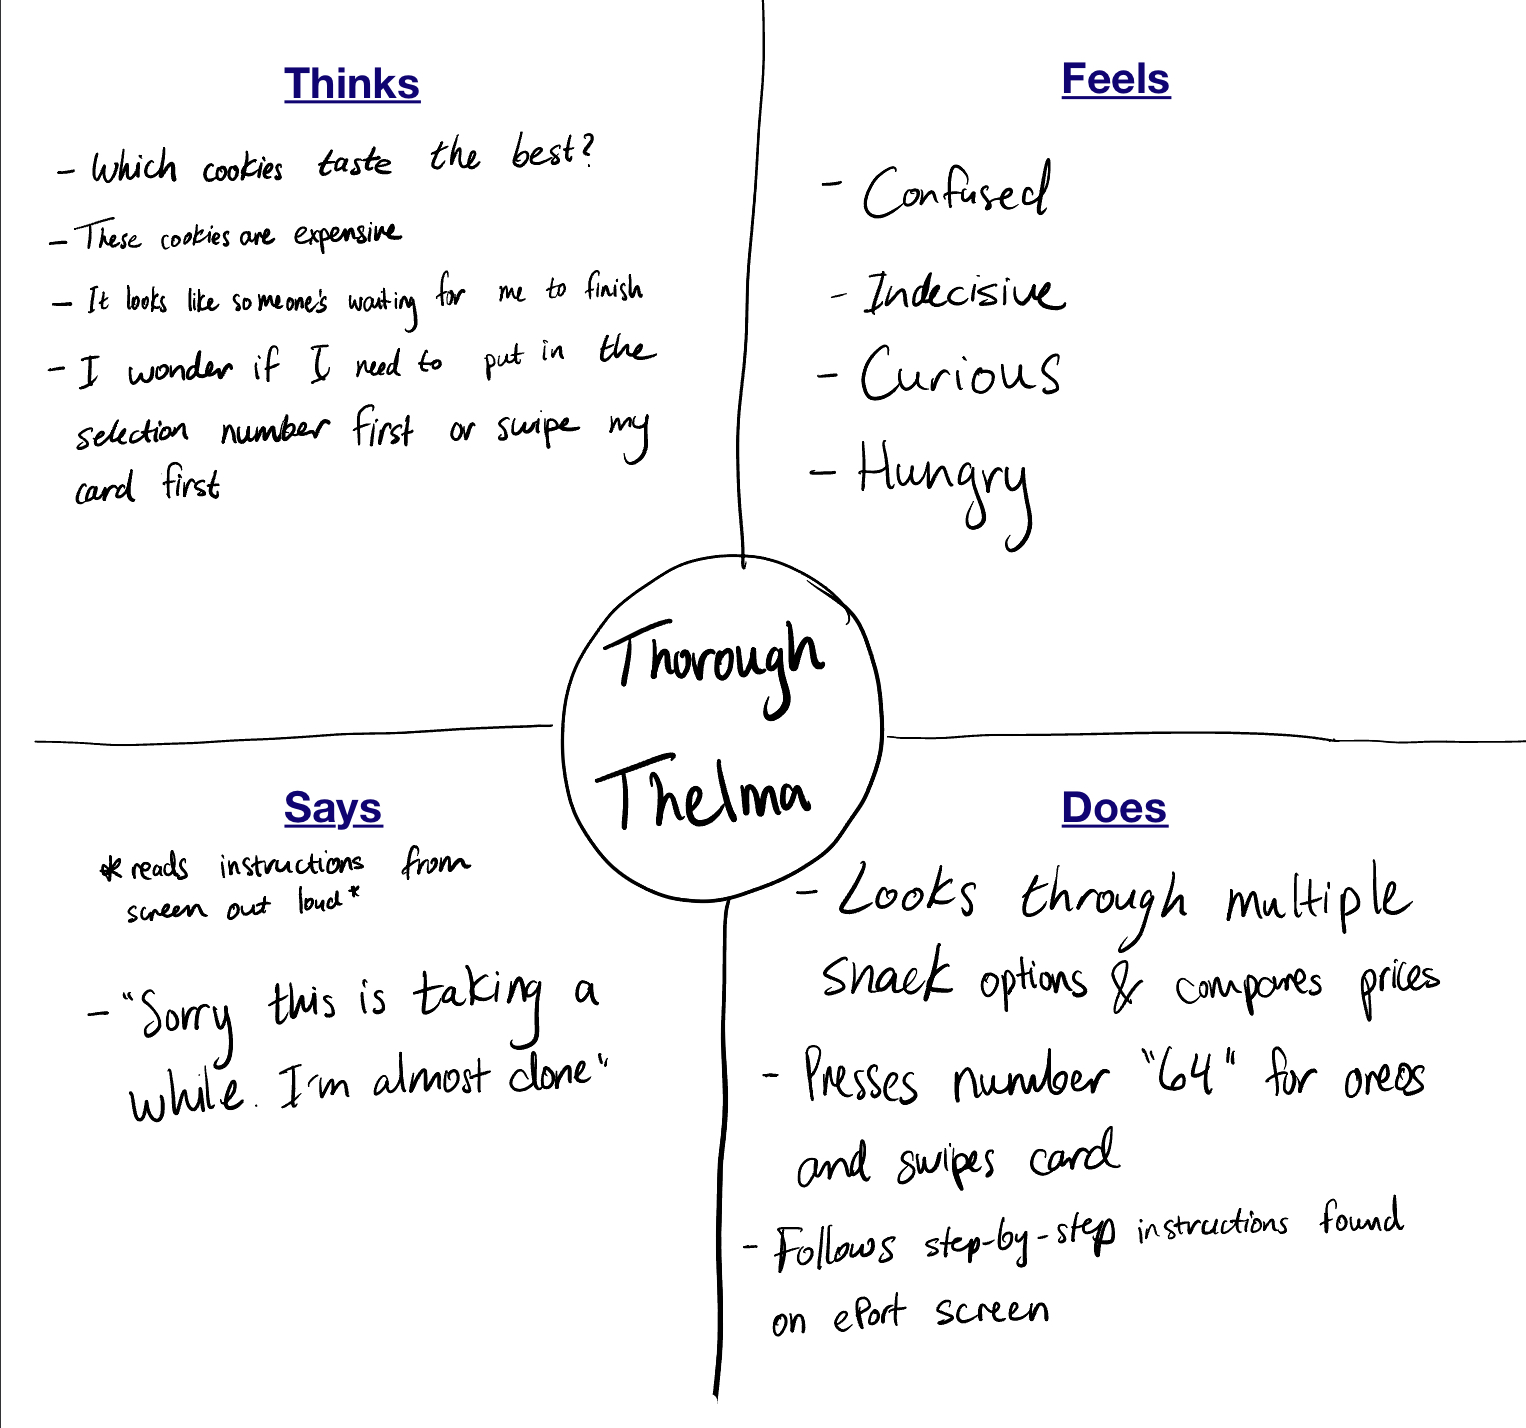 Thinks
- Which cookies taste the best?
- These cookies are expensive
- It looks like someone's waiting for me to finish
- I wonder if I need to put in the
selection number first or swipe my
card first
Feels
- Confused
- Indecisive
- Curious
- Hungry
Thorough
Thelma
Says
*reads instructions from
screen out loud*
- "Sorry this is taking a
while. I'm almost done"
Does
- Looks through multiple
snack options & compares prices
- Presses number "64" for oreos
and swipes card
- Follows step-by-step instructions found
on ePort screen